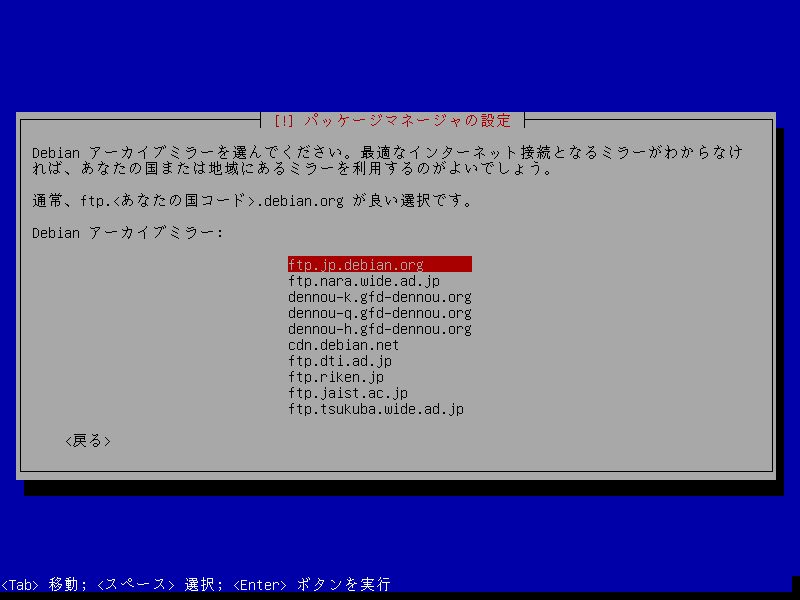 [!] パッケージマネージャの設定
Debian アーカイブミラーを選んでください。最適なインターネット接続となるミラーがわからなけ
れば、あなたの国または地域にあるミラーを利用するのがよいでしょう。
通常、ftp.<あなたの国コード>.debian.org が良い選択です。
Debian アーカイブミラー:
ftp.jp.debian.org
ftp.nara.wide.ad.jp
dennou-k.gfd-dennou.org
dennou-q.gfd-dennou.org
dennou-h.gfd-dennou.org
cdn.debian.net
ftp.dti.ad.jp
ftp.riken.jp
ftp.jaist.ac.jp
ftp.tsukuba.wide.ad.jp
<戻る>
<Tab> 移動; <スペース> 選択; <Enter> ボタンを実行